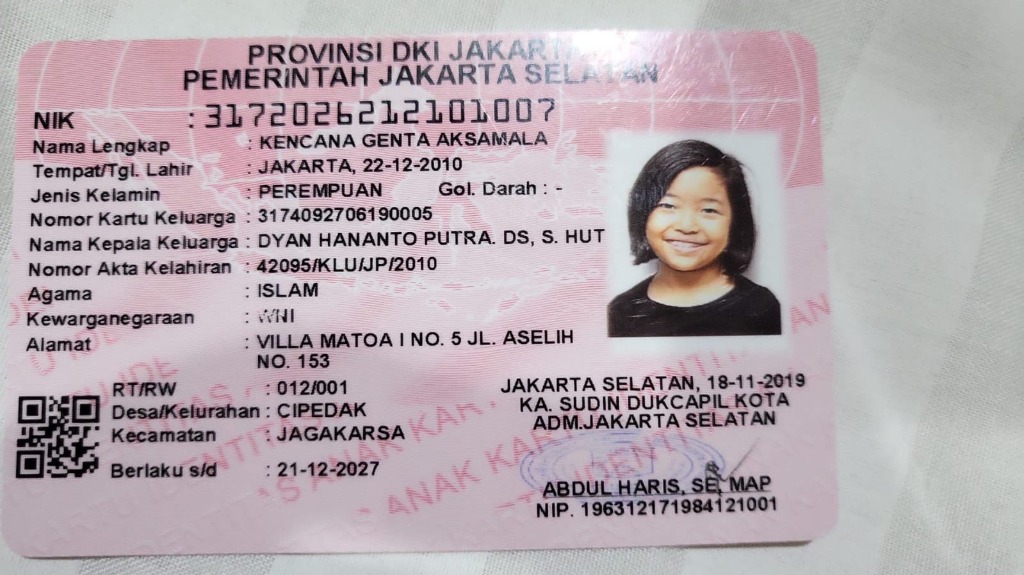 PROVINSI DKI JAKARTA
PEMERINTAH JAKARTA SELATAN
NIK : 3172026212101007
Nama Lengkap : KENCANA GENTA AKSAMALA
Tempat/Tgl. Lahir : JAKARTA, 22-12-2010
Jenis Kelamin : PEREMPUAN Gol. Darah : -
Nomor Kartu Keluarga : 3174092706190005
Nama Kepala Keluarga : DYAN HANANTO PUTRA. DS, S. HUT
Nomor Akta Kelahiran : 42095/KLU/JP/2010
Agama : ISLAM
Kewarganegaraan : WNI
Alamat : VILLA MATOA I NO. 5 JL. ASELIH
NO. 153
RT/RW : 012/001
Desa/Kelurahan : CIPEDAK
Kecamatan : JAGAKARSA
Berlaku s/d : 21-12-2027
JAKARTA SELATAN, 18-11-2019
KA. SUDIN DUKCAPIL KOTA
ADM.JAKARTA SELATAN
ABDUL HARIS, SE, MAP
NIP. 196312171984121001